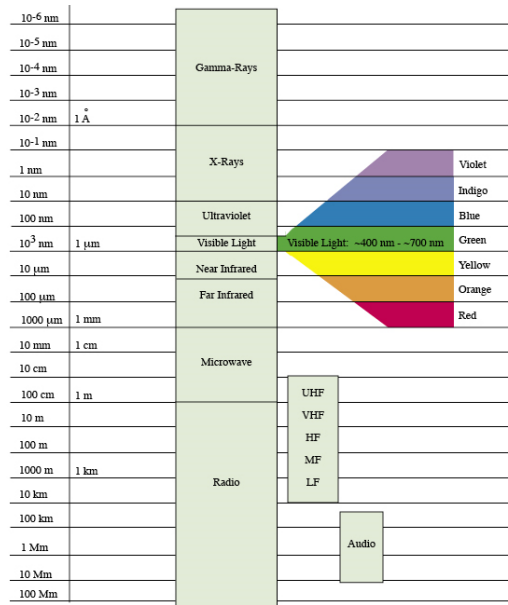 10-6 nm
10-5 nm
10-4 nm
Gamma-Rays
10-3 nm
10-2 nm 1 Å
10-1 nm
1 nm X-Rays Violet
10 nm Indigo
100 nm Ultraviolet Blue
10³ nm 1 μm Visible Light Visible Light: ~400 nm - ~700 nm Green
10 μm Near Infrared Yellow
100 μm Far Infrared Orange
1000 μm 1 mm Red
10 mm 1 cm
10 cm Microwave
100 cm 1 m UHF
10 m VHF
100 m HF
1000 m 1 km MF
10 km Radio LF
100 km
1 Mm Audio
10 Mm
100 Mm